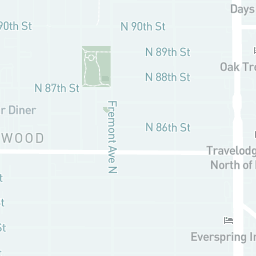 Days
90th St
N 90th St
N 89th St
Oak Tre
N 88th St
N 87th St
r Diner
Fremont Ave N
N 86th St
WOOD
Travelodg
North of
Everspring In